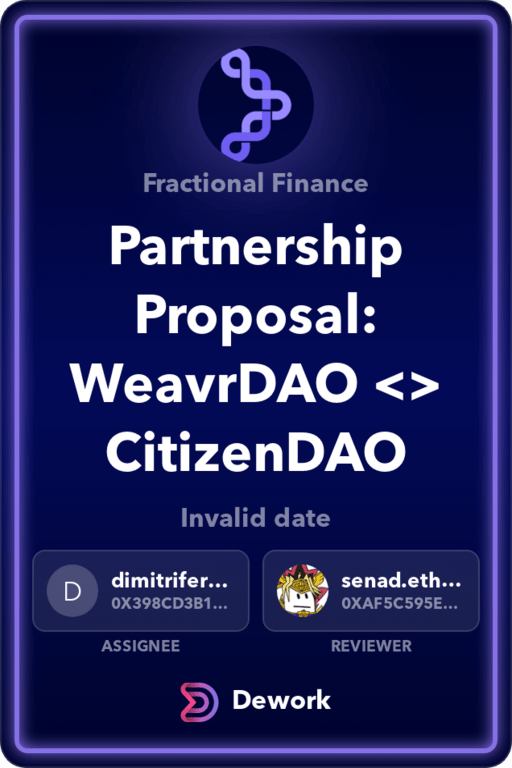 Fractional Finance
Partnership
Proposal:
WeavrDAO <>
CitizenDAO
Invalid date
D
dimitrifer...
0X398CD3B1...
senad.eth...
0XAF5C595E...
ASSIGNEE
REVIEWER
Dework